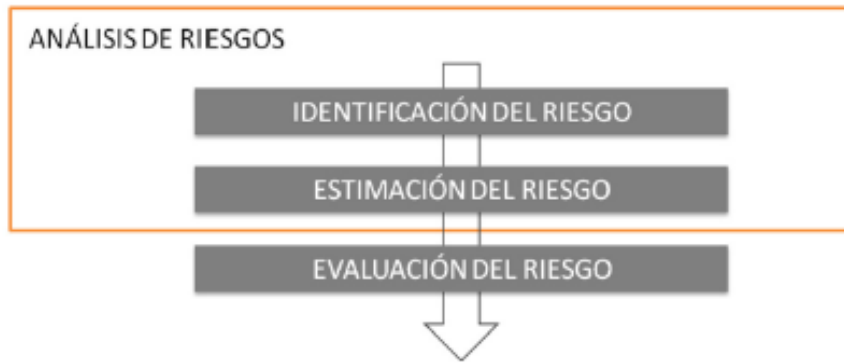 ANÁLISIS DE RIESGOS
IDENTIFICACIÓN DEL RIESGO
ESTIMACIÓN DEL RIESGO
EVALUACIÓN DEL RIESGO